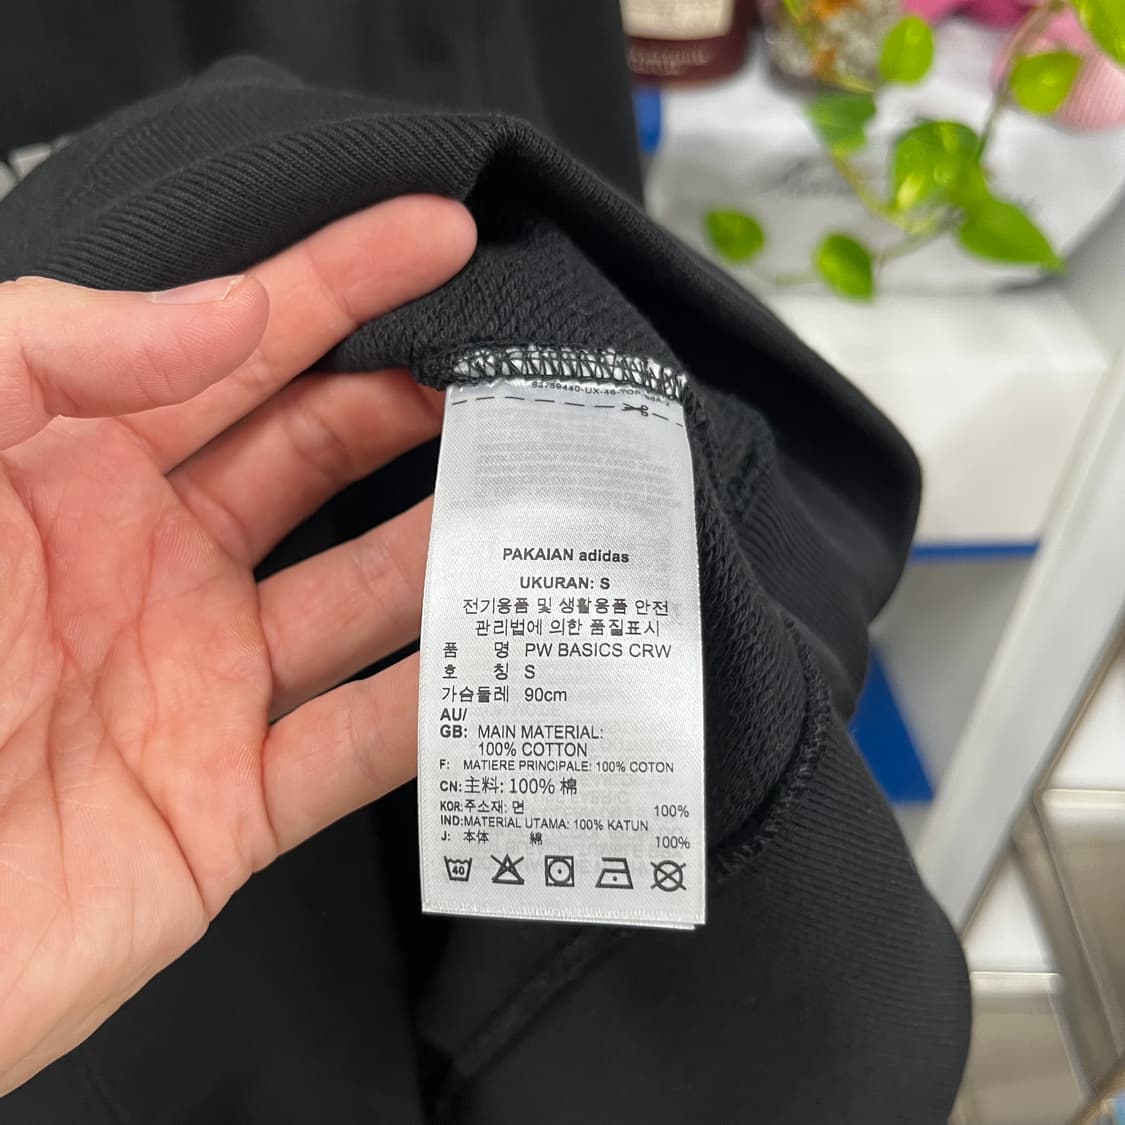 PAKAIAN adidas
UKURAN: S
전기용품 및 생활용품 안전
관리법에 의한 품질표시
품 명 PW BASICS CRW
호 칭 S
가슴둘레 90cm
AU/
GB: MAIN MATERIAL:
100% COTTON
F: MATIERE PRINCIPALE: 100% COTON
CN:主料: 100% 棉
KOR:주소재: 면 100%
IND:MATERIAL UTAMA: 100% KATUN
J: 本体 綿 100%
40